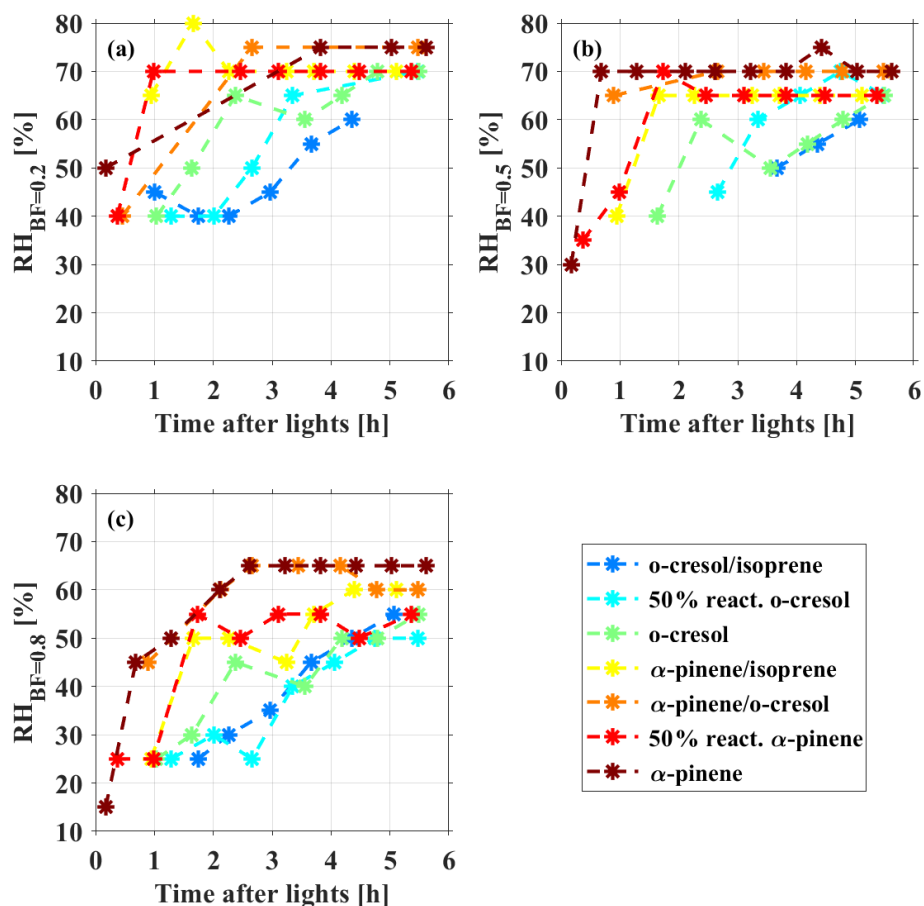 (a)
RH_BF=0.2 [%]
80
70
60
50
40
30
20
10
0 1 2 3 4 5 6
Time after lights [h]
(b)
RH_BF=0.5 [%]
80
70
60
50
40
30
20
10
0 1 2 3 4 5 6
Time after lights [h]
(c)
RH_BF=0.8 [%]
80
70
60
50
40
30
20
10
0 1 2 3 4 5 6
Time after lights [h]
o-cresol/isoprene
50% react. o-cresol
o-cresol
α-pinene/isoprene
α-pinene/o-cresol
50% react. α-pinene
α-pinene